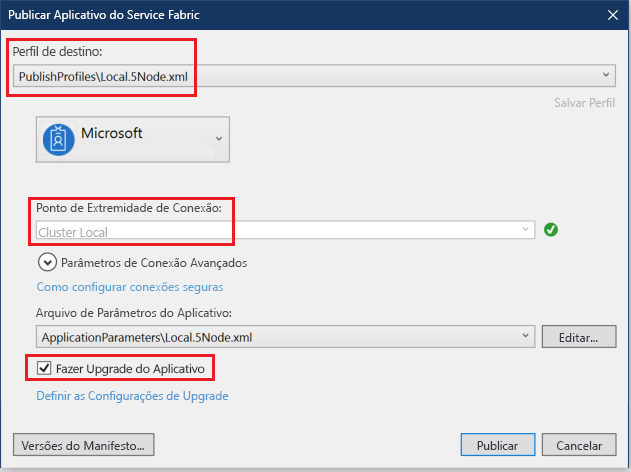 Publicar Aplicativo do Service Fabric
Perfil de destino:
PublishProfiles\Local.5Node.xml
Salvar Perfil
Microsoft
Ponto de Extremidade de Conexão:
Cluster Local
Parâmetros de Conexão Avançados
Como configurar conexões seguras
Arquivo de Parâmetros do Aplicativo:
ApplicationParameters\Local.5Node.xml
Editar...
Fazer Upgrade do Aplicativo
Definir as Configurações de Upgrade
Versões do Manifesto...
Publicar
Cancelar